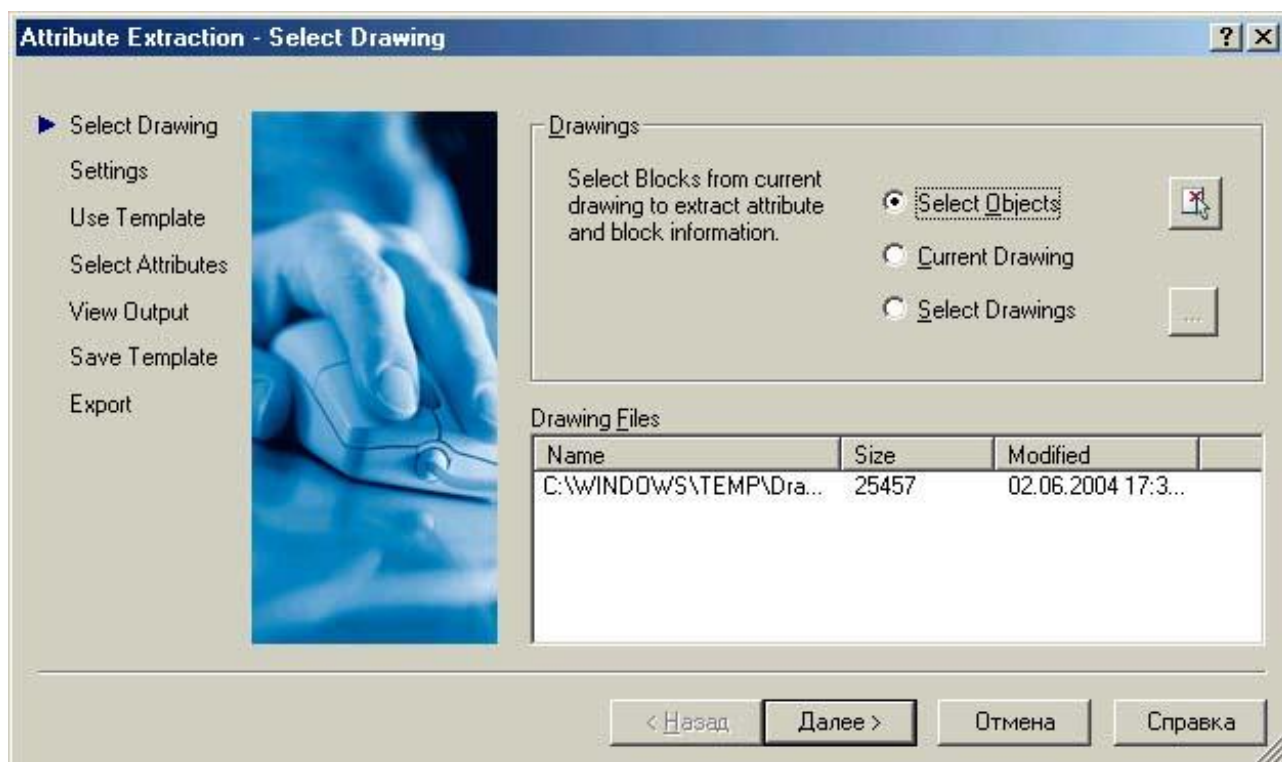 Attribute Extraction - Select Drawing
Select Drawing
Settings
Use Template
Select Attributes
View Output
Save Template
Export
Drawings
Select Blocks from current
drawing to extract attribute
and block information.
Select Objects
Current Drawing
Select Drawings
...
Drawing Files
Name Size Modified
C:\WINDOWS\TEMP\Dra... 25457 02.06.2004 17:3...
< Назад Далее > Отмена Справка